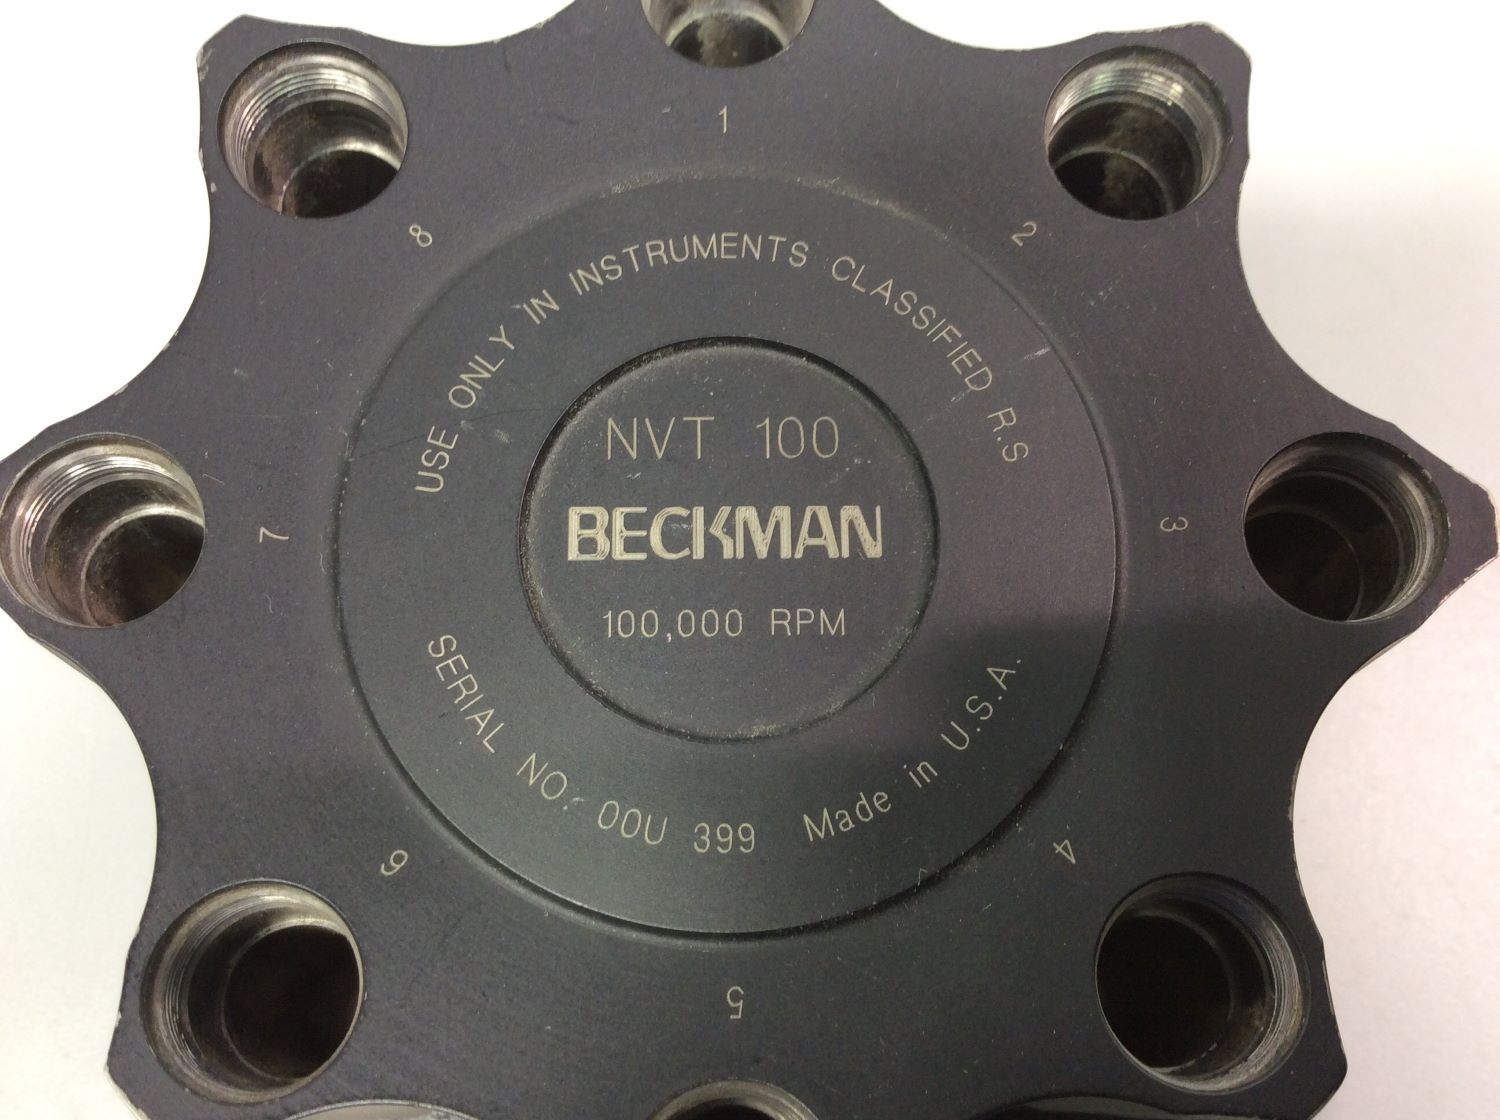 1
2
3
4
5
6
7
8
USE ONLY IN INSTRUMENTS CLASSIFIED R.S
NVT 100
BECKMAN
100,000 RPM
SERIAL NO: 00U 399 Made in U.S.A.